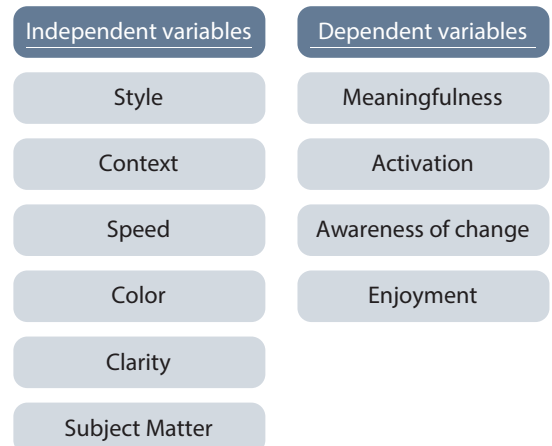 Independent variables
Style
Context
Speed
Color
Clarity
Subject Matter
Dependent variables
Meaningfulness
Activation
Awareness of change
Enjoyment